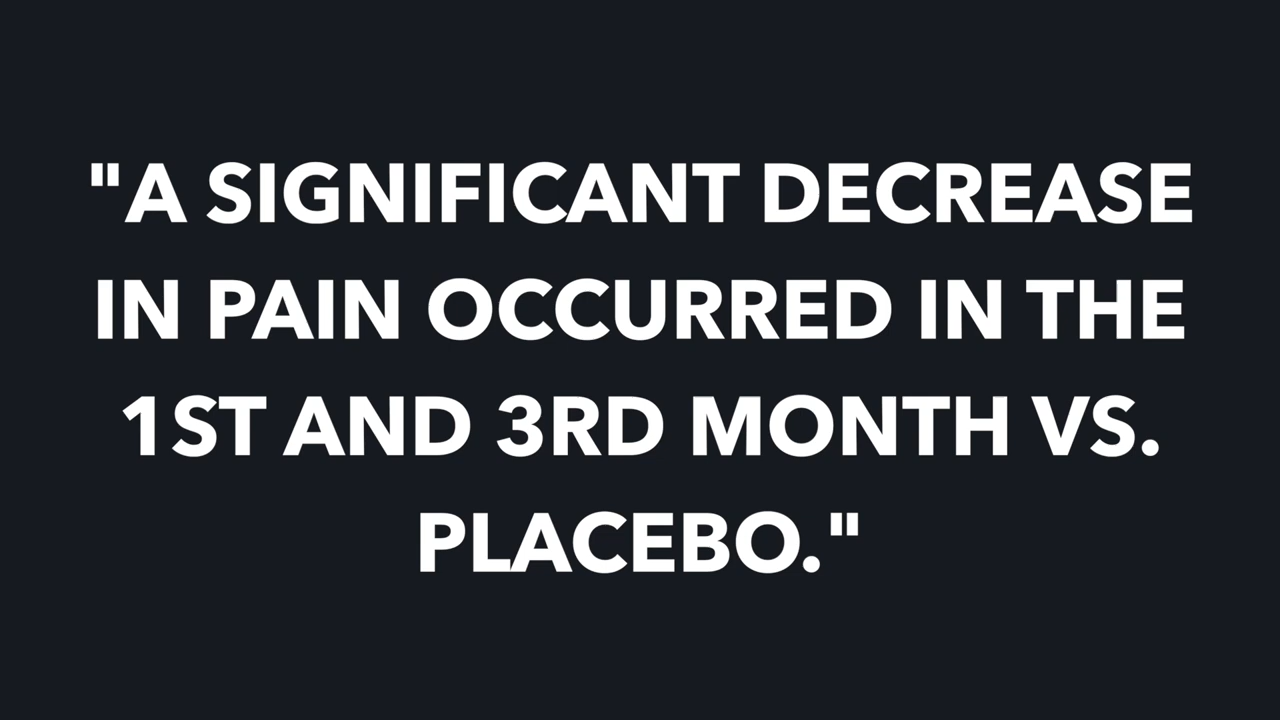 "A SIGNIFICANT DECREASE
IN PAIN OCCURRED IN THE
1ST AND 3RD MONTH VS.
PLACEBO."